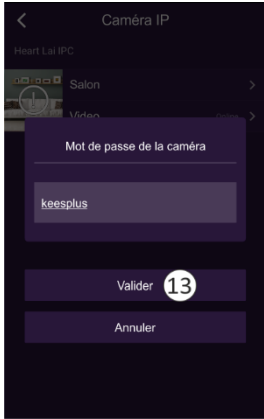 Caméra IP
Heart Lai IPC
Salon
Video
Mot de passe de la caméra
keesplus
Valider 13
Annuler